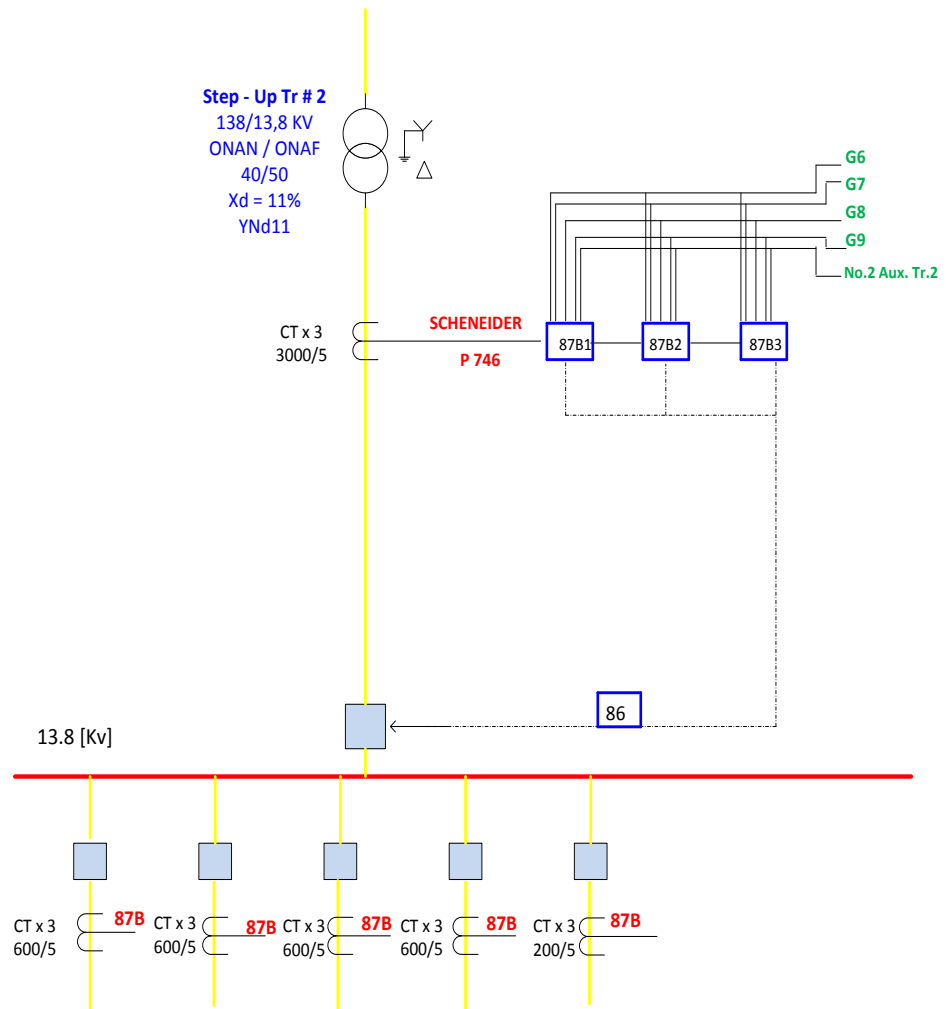 Step - Up Tr # 2
138/13,8 KV
ONAN / ONAF
40/50
Xd = 11%
YNd11
G6
G7
G8
G9
No.2 Aux. Tr.2
CT x 3
3000/5
SCHENEIDER
P 746
87B1
87B2
87B3
86
13.8 [Kv]
CT x 3
600/5
87B
CT x 3
600/5
87B
CT x 3
600/5
87B
CT x 3
600/5
87B
CT x 3
200/5
87B